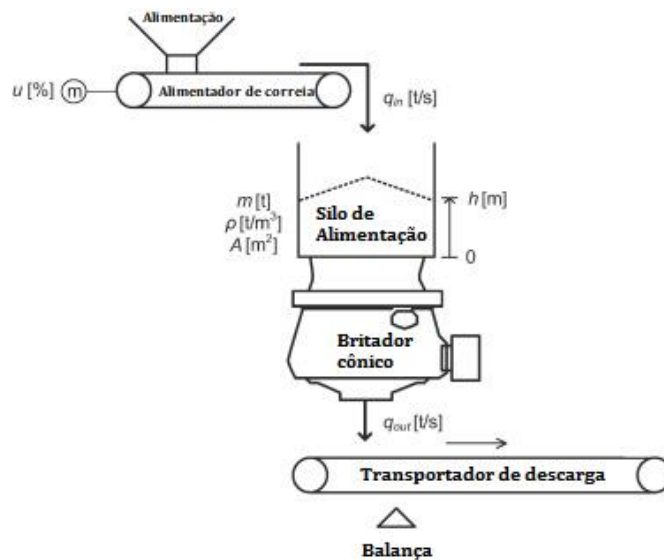 Alimentação
u [%]
m
Alimentador de correia
q_in [t/s]
m [t]
ρ [t/m³]
A [m²]
Silo de
Alimentação
h [m]
0
Britador
cônico
q_out [t/s]
Transportador de descarga
Balança